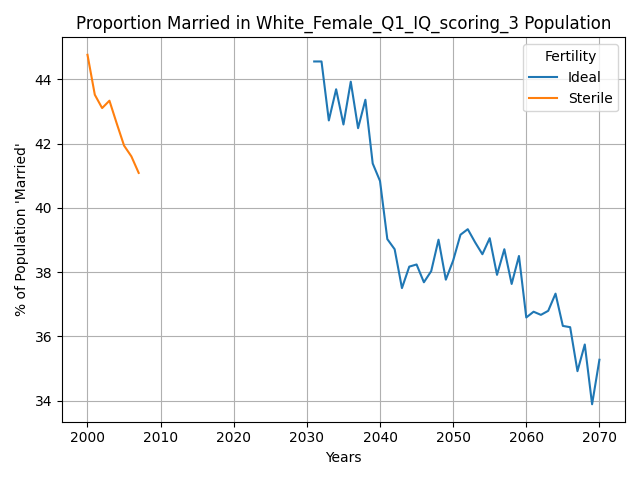 Proportion Married in White_Female_Q1_IQ_scoring_3 Population
% of Population 'Married'
44
42
40
38
36
34
Fertility
Ideal
Sterile
2000 2010 2020 2030 2040 2050 2060 2070
Years